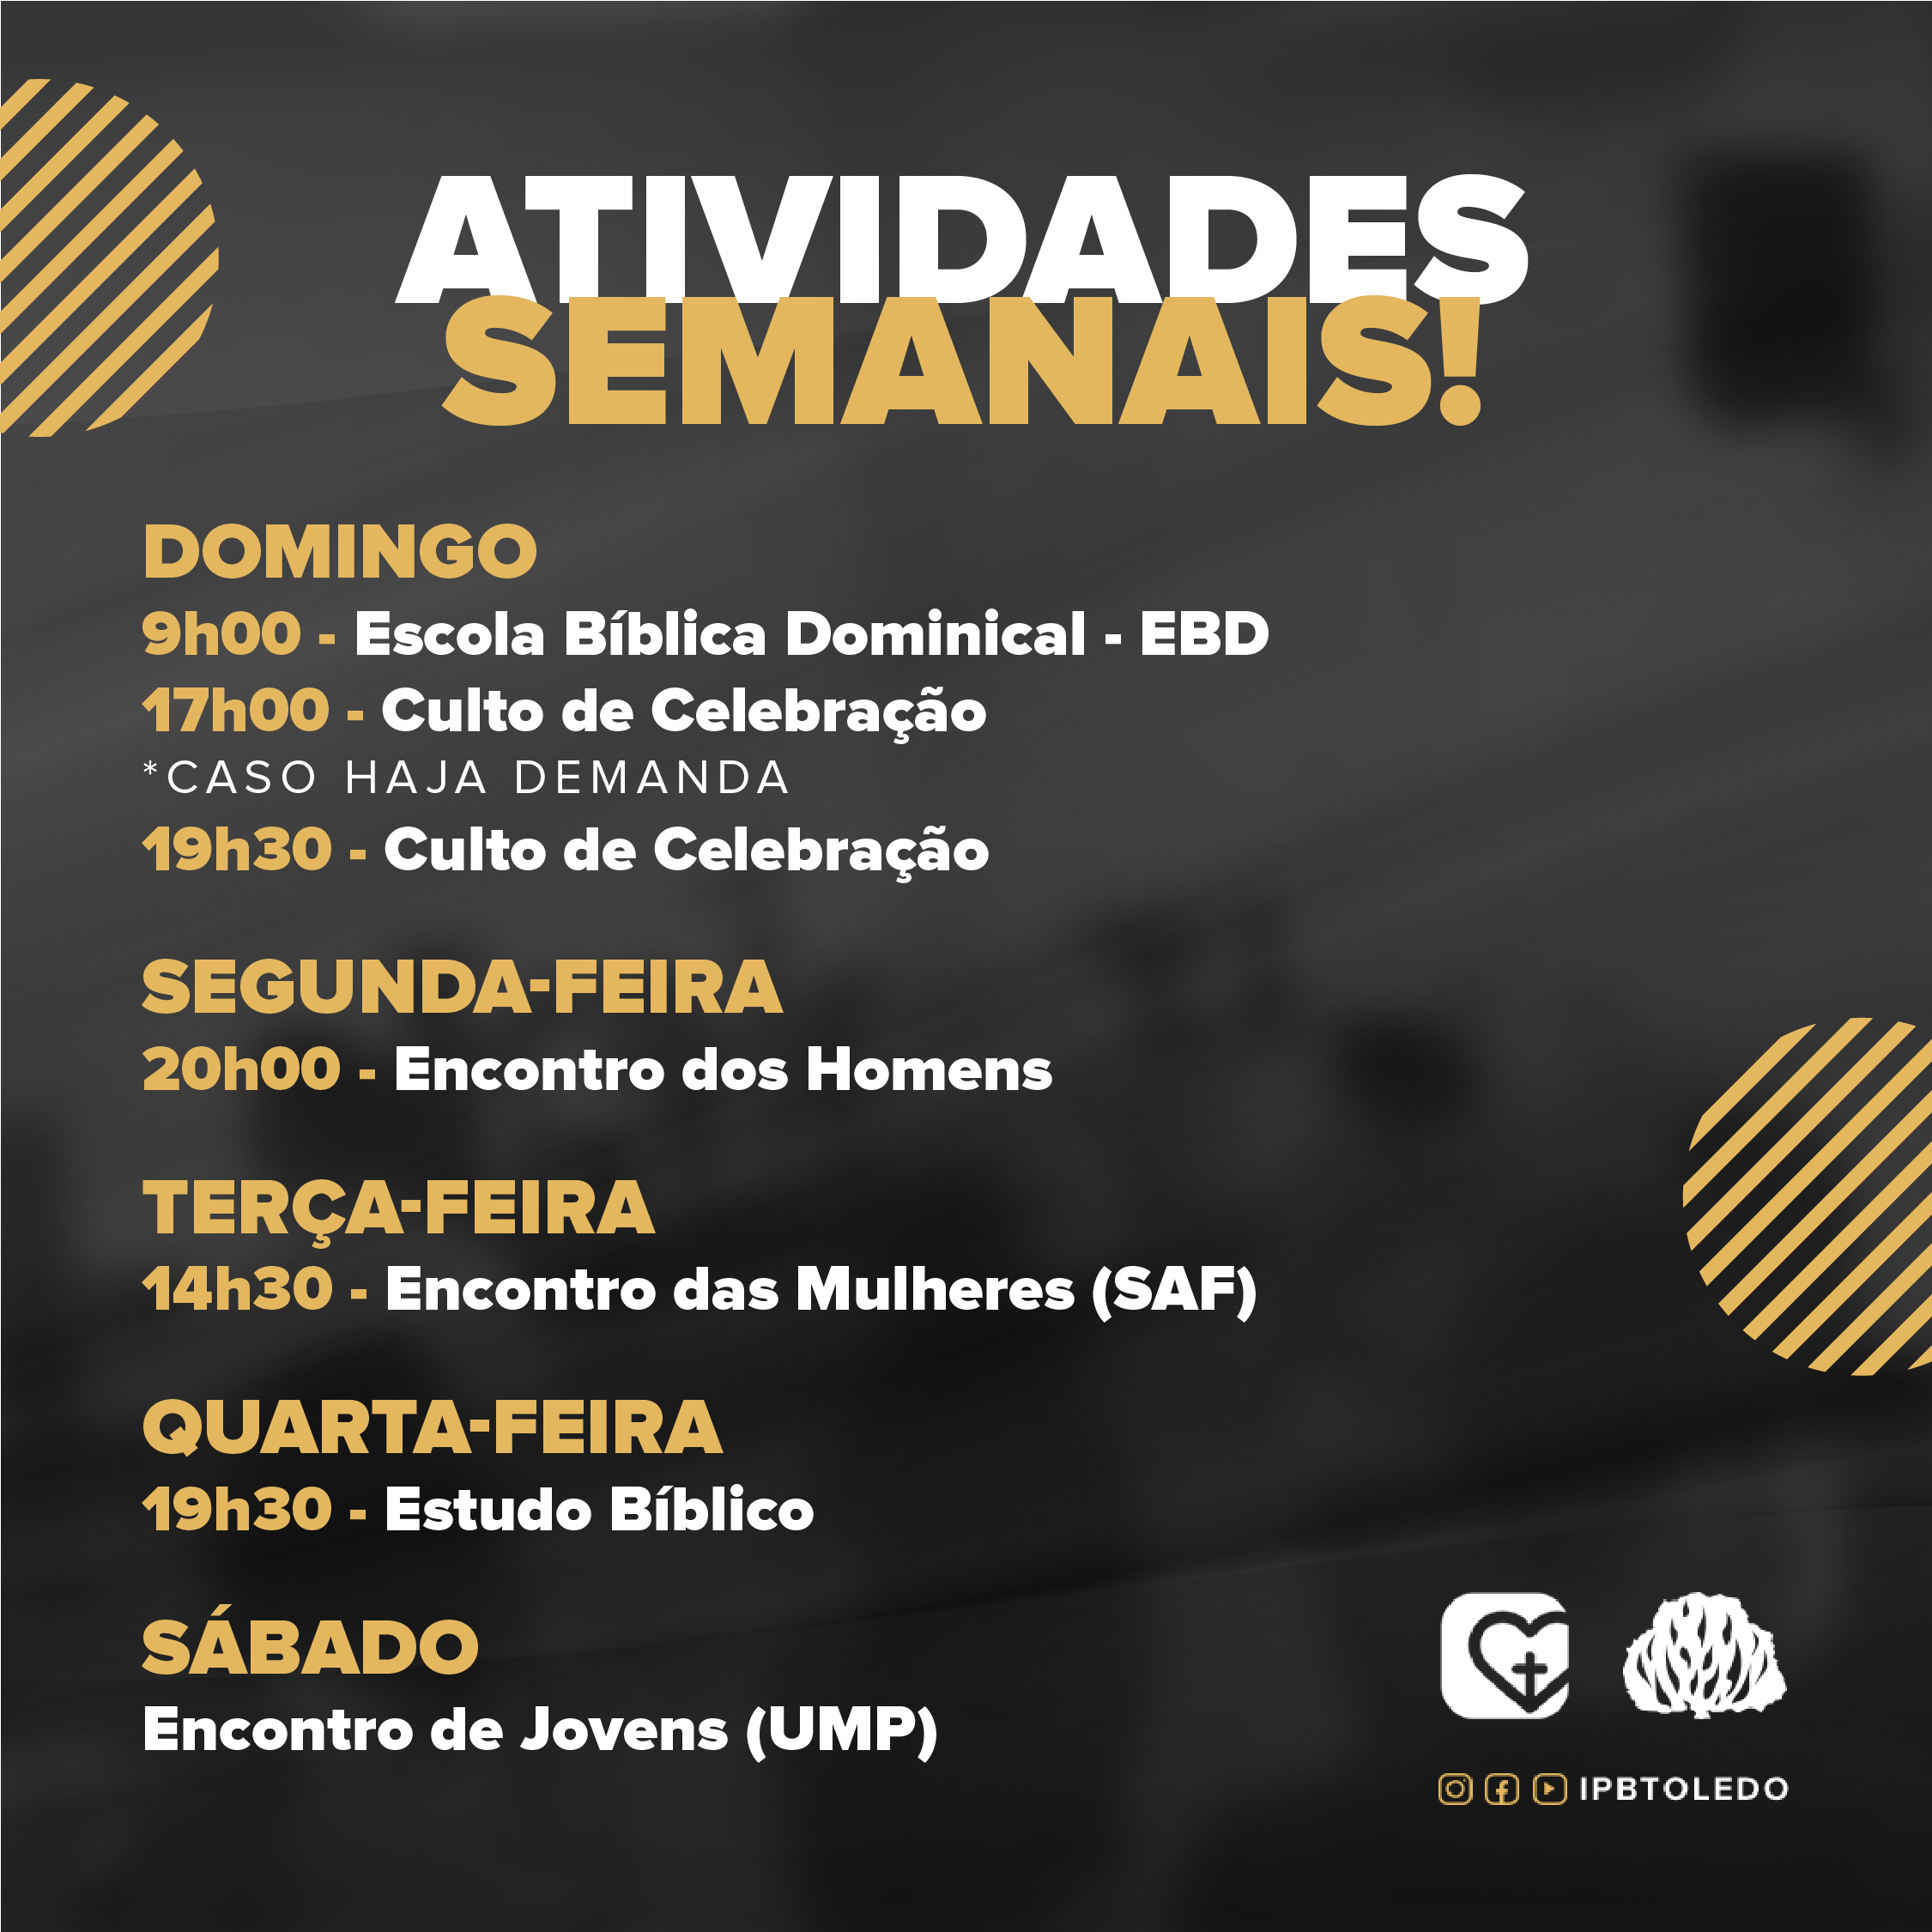 ATIVIDADES
SEMANAIS!
DOMINGO
9h00 - Escola Bíblica Dominical - EBD
17h00 - Culto de Celebração
*CASO HAJA DEMANDA
19h30 - Culto de Celebração
SEGUNDA-FEIRA
20h00 - Encontro dos Homens
TERÇA-FEIRA
14h30 - Encontro das Mulheres (SAF)
QUARTA-FEIRA
19h30 - Estudo Bíblico
SÁBADO
Encontro de Jovens (UMP)
IPBTOLEDO